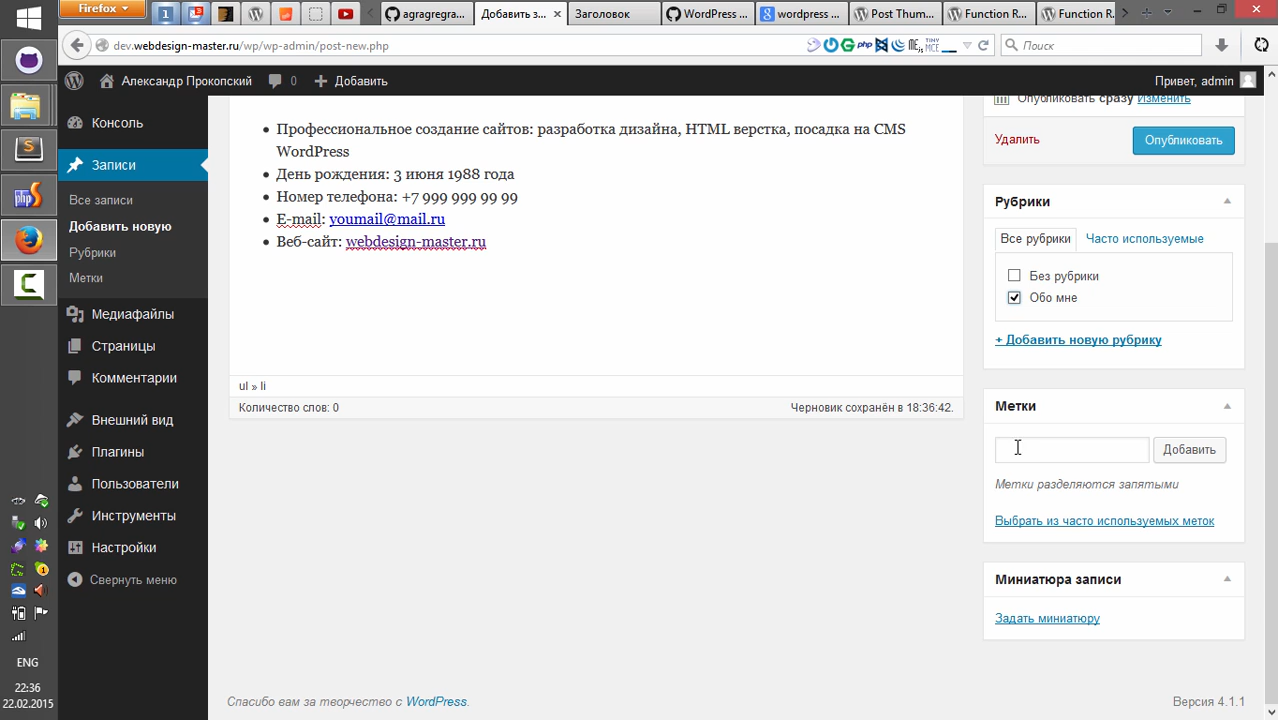 Firefox
agragregra...
Добавить з...
Заголовок
WordPress ...
wordpress ...
Post Thum...
Function R...
Function R...
dev.webdesign-master.ru/wp/wp-admin/post-new.php
php
TINY MCE
Поиск
Александр Прокопский
0
Добавить
Привет, admin
Консоль
Записи
Все записи
Добавить новую
Рубрики
Метки
Медиафайлы
Страницы
Комментарии
Внешний вид
Плагины
Пользователи
Инструменты
Настройки
Свернуть меню
Профессиональное создание сайтов: разработка дизайна, HTML верстка, посадка на CMS
WordPress
День рождения: 3 июня 1988 года
Номер телефона: +7 999 999 99 99
E-mail: youmail@mail.ru
Веб-сайт: webdesign-master.ru
ul » li
Количество слов: 0
Черновик сохранён в 18:36:42.
Опубликовать сразу Изменить
Удалить
Опубликовать
Рубрики
Все рубрики
Часто используемые
Без рубрики
Обо мне
+ Добавить новую рубрику
Метки
Добавить
Метки разделяются запятыми
Выбрать из часто используемых меток
Миниатюра записи
Задать миниатюру
Спасибо вам за творчество с WordPress.
Версия 4.1.1
ENG
22:36
22.02.2015